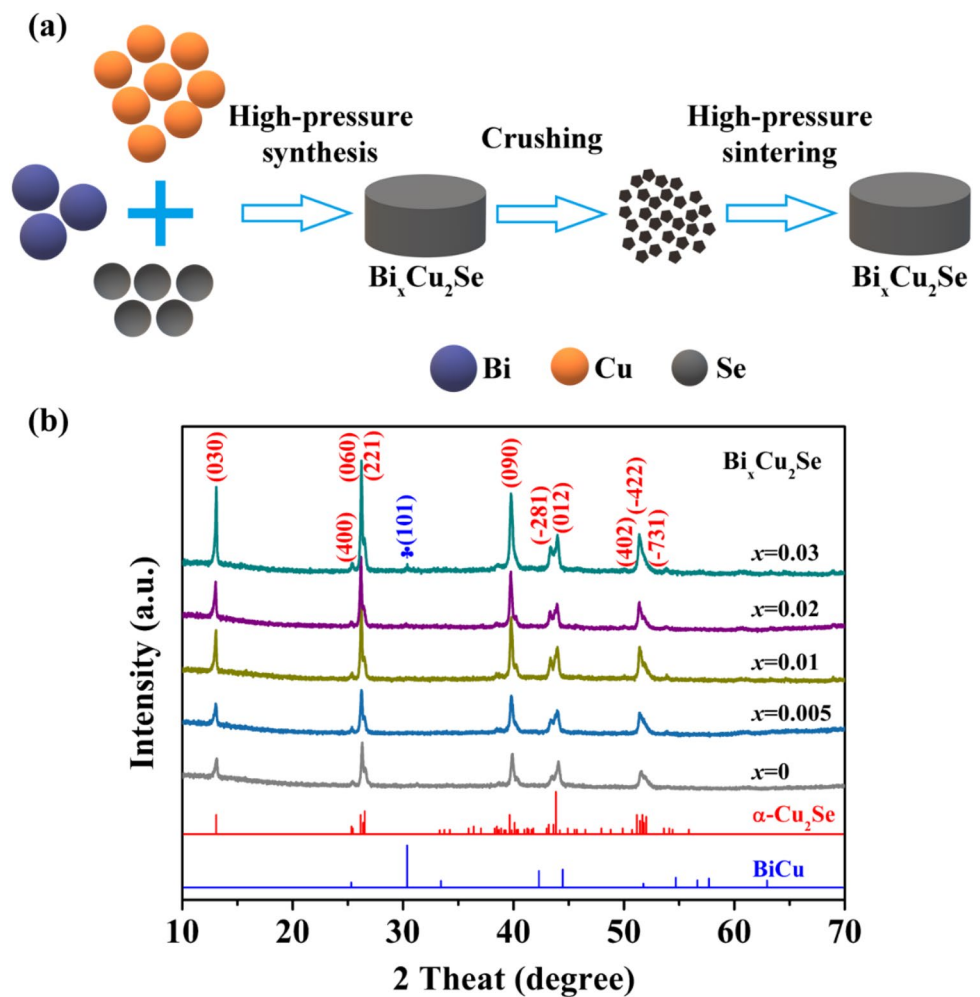 (a)
High-pressure
synthesis
Crushing
High-pressure
sintering
BiₓCu₂Se
BiₓCu₂Se
Bi
Cu
Se
(b)
(030)
(060)
(221)
(400)
♣(101)
(090)
(-281)
(012)
(-422)
(402)
(-731)
BiₓCu₂Se
x=0.03
x=0.02
x=0.01
x=0.005
x=0
α-Cu₂Se
BiCu
Intensity (a.u.)
10 20 30 40 50 60 70
2 Theat (degree)